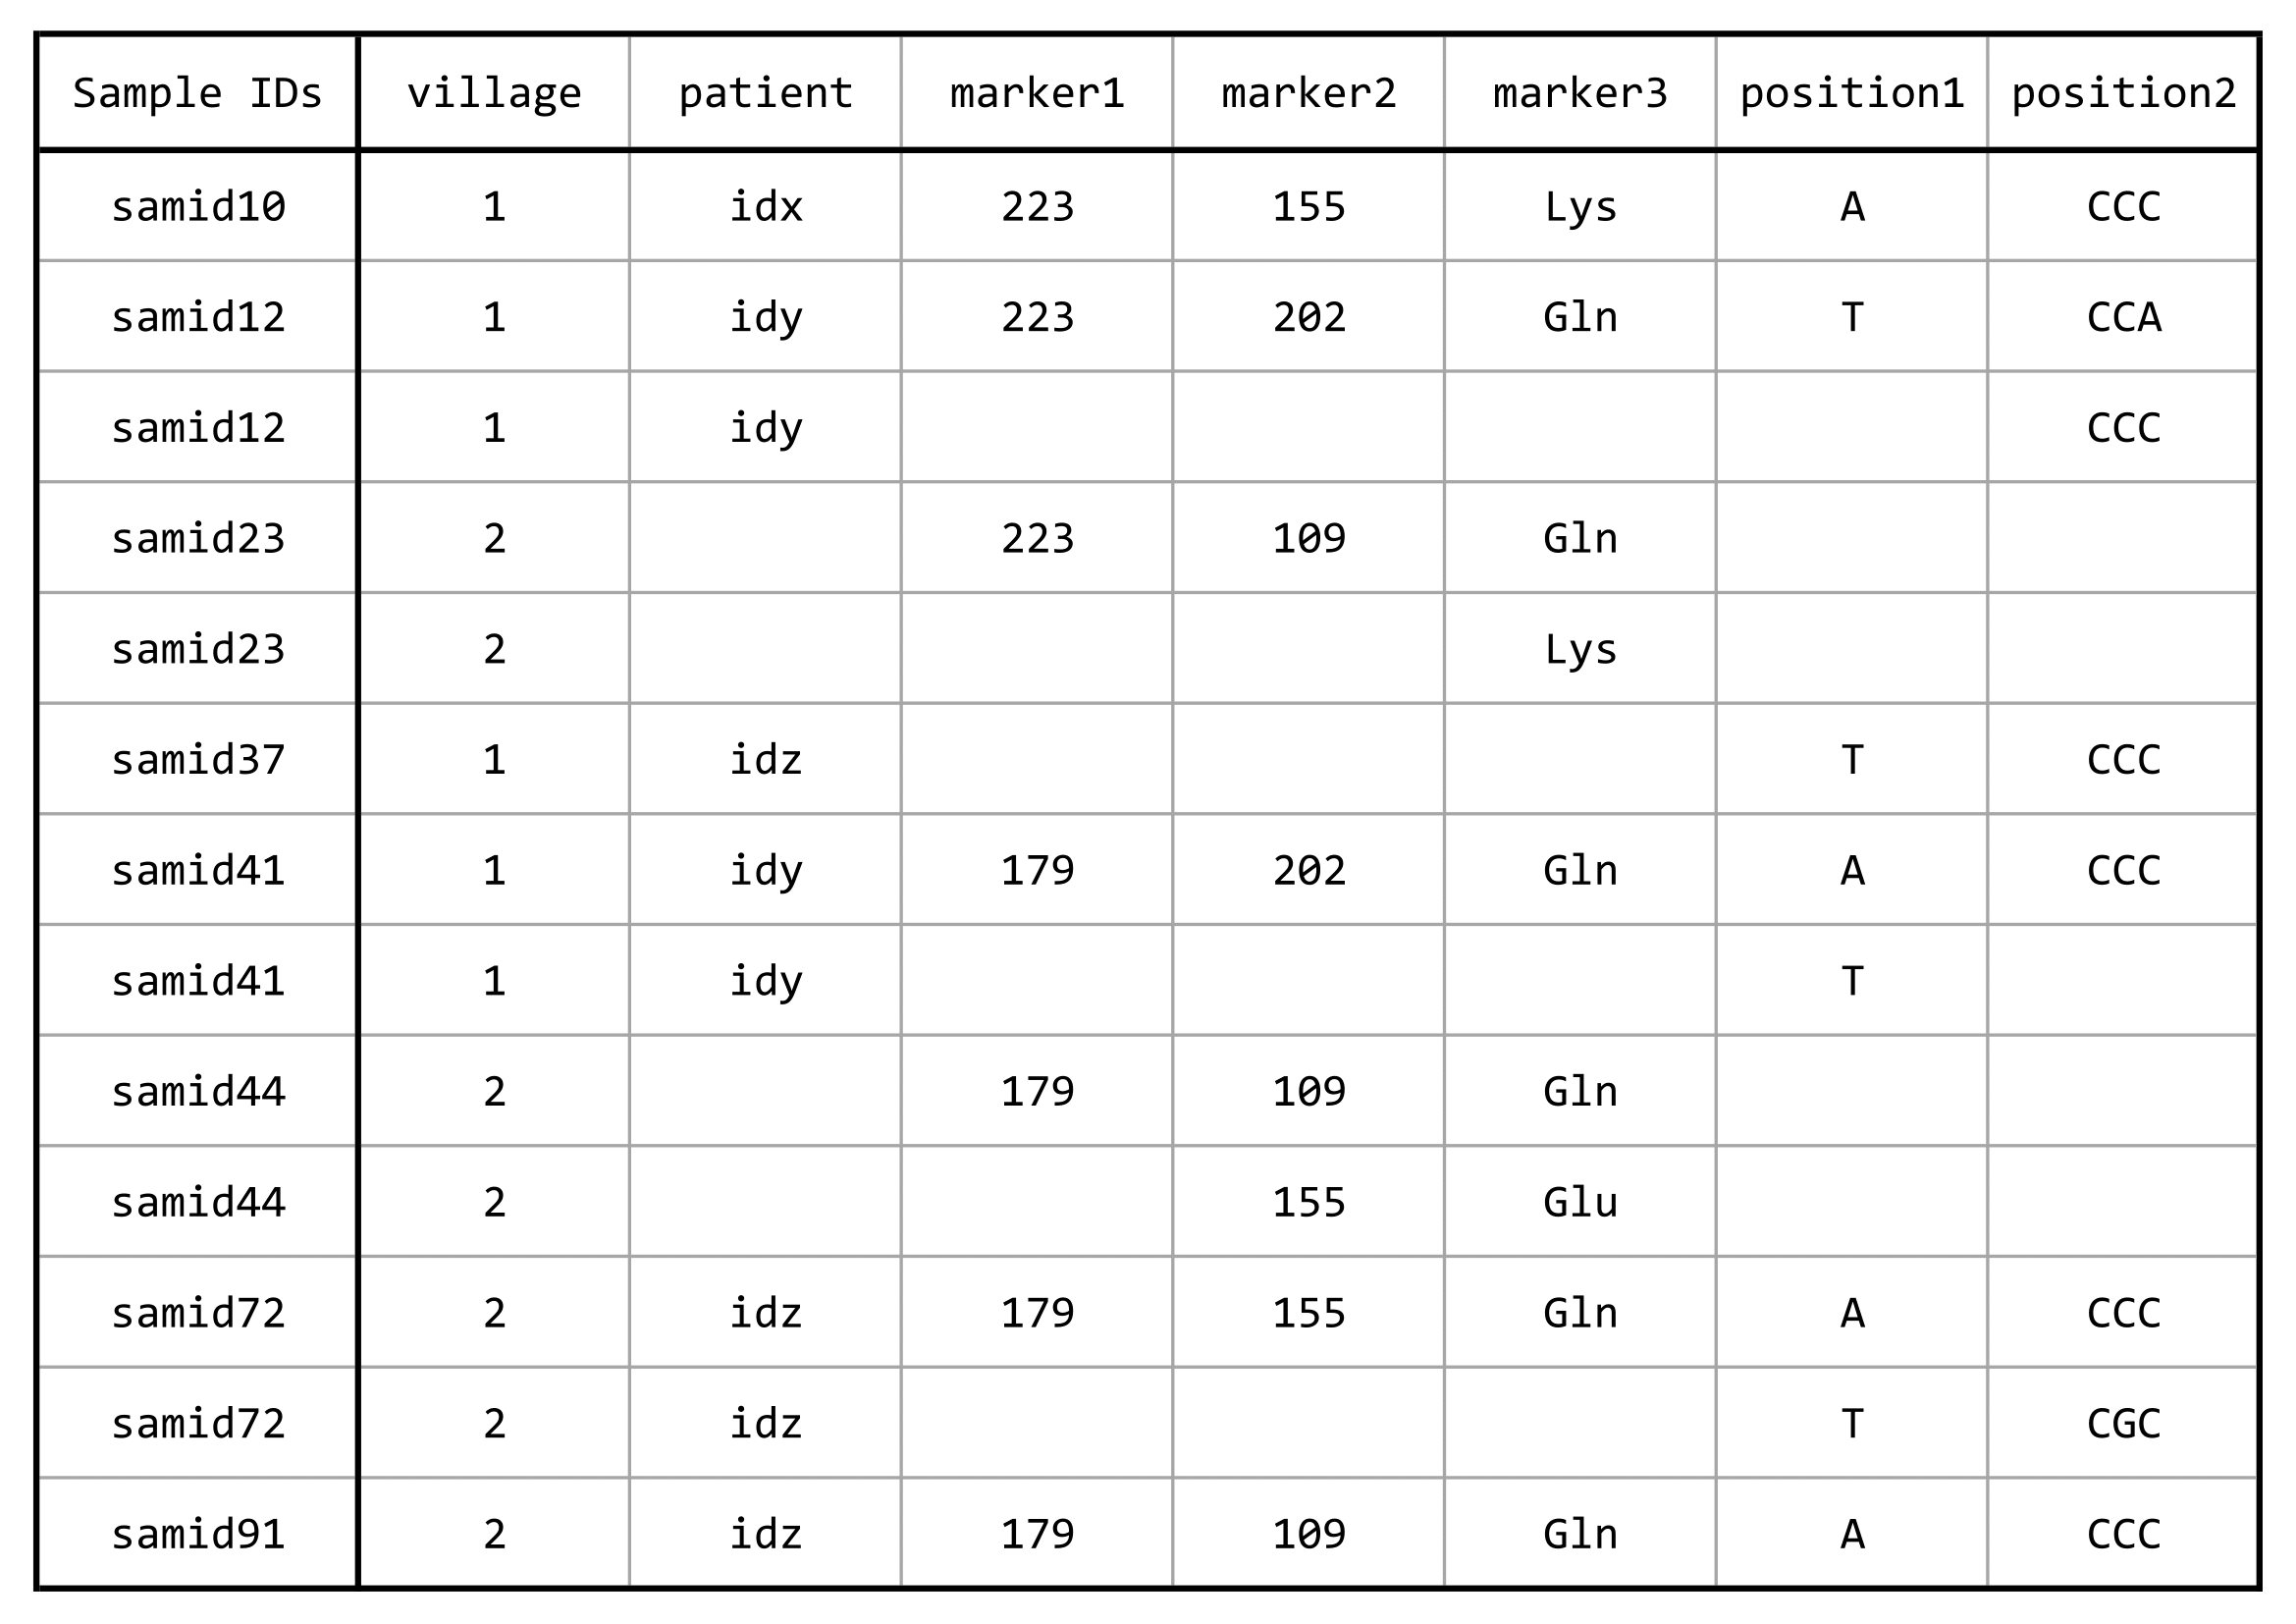 Sample IDs village patient marker1 marker2 marker3 position1 position2
samid10 1 idx 223 155 Lys A CCC
samid12 1 idy 223 202 Gln T CCA
samid12 1 idy CCC
samid23 2 223 109 Gln
samid23 2 Lys
samid37 1 idz T CCC
samid41 1 idy 179 202 Gln A CCC
samid41 1 idy T
samid44 2 179 109 Gln
samid44 2 155 Glu
samid72 2 idz 179 155 Gln A CCC
samid72 2 idz T CGC
samid91 2 idz 179 109 Gln A CCC